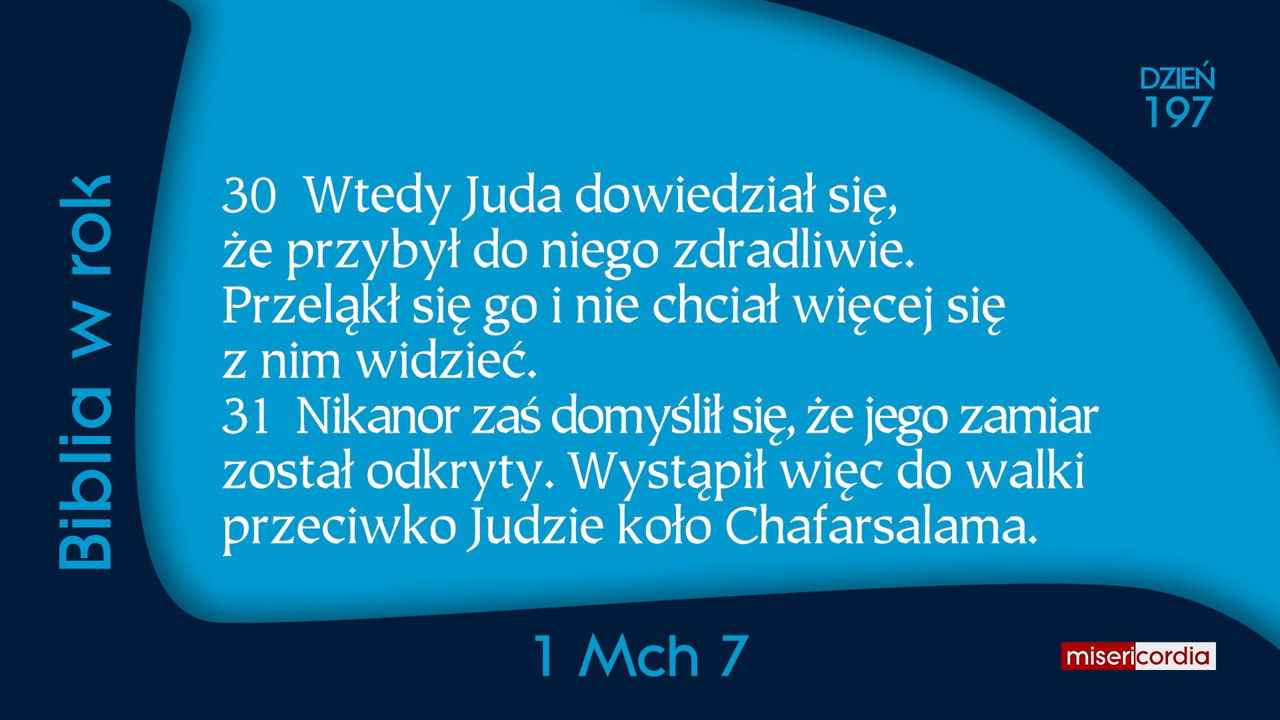 DZIEŃ
197
Biblia w rok
30 Wtedy Juda dowiedział się,
że przybył do niego zdradliwie.
Przeląkł się go i nie chciał więcej się
z nim widzieć.
31 Nikanor zaś domyślił się, że jego zamiar
został odkryty. Wystąpił więc do walki
przeciwko Judzie koło Chafarsalama.
1 Mch 7
misericordia